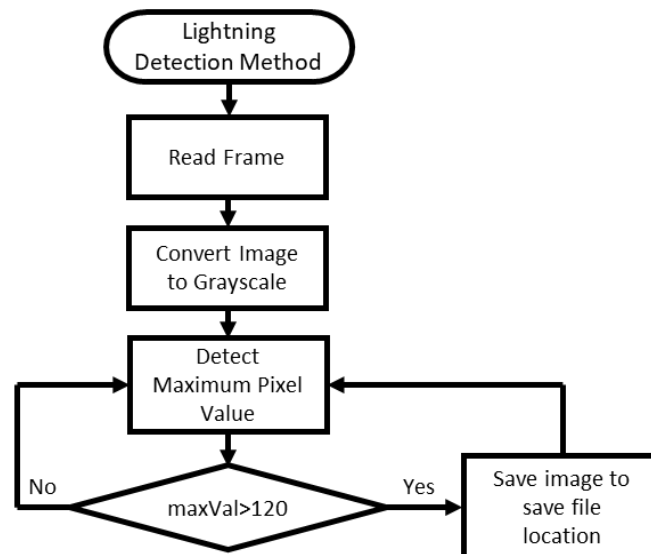 Lightning
Detection Method
Read Frame
Convert Image
to Grayscale
Detect
Maximum Pixel
Value
No
maxVal>120
Yes
Save image to
save file
location